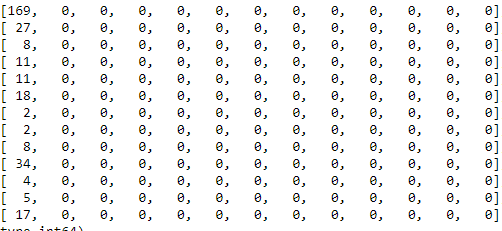 [169, 0, 0, 0, 0, 0, 0, 0, 0, 0, 0, 0, 0]
[ 27, 0, 0, 0, 0, 0, 0, 0, 0, 0, 0, 0, 0]
[ 8, 0, 0, 0, 0, 0, 0, 0, 0, 0, 0, 0, 0]
[ 11, 0, 0, 0, 0, 0, 0, 0, 0, 0, 0, 0, 0]
[ 11, 0, 0, 0, 0, 0, 0, 0, 0, 0, 0, 0, 0]
[ 18, 0, 0, 0, 0, 0, 0, 0, 0, 0, 0, 0, 0]
[ 2, 0, 0, 0, 0, 0, 0, 0, 0, 0, 0, 0, 0]
[ 2, 0, 0, 0, 0, 0, 0, 0, 0, 0, 0, 0, 0]
[ 8, 0, 0, 0, 0, 0, 0, 0, 0, 0, 0, 0, 0]
[ 34, 0, 0, 0, 0, 0, 0, 0, 0, 0, 0, 0, 0]
[ 4, 0, 0, 0, 0, 0, 0, 0, 0, 0, 0, 0, 0]
[ 5, 0, 0, 0, 0, 0, 0, 0, 0, 0, 0, 0, 0]
[ 17, 0, 0, 0, 0, 0, 0, 0, 0, 0, 0, 0, 0]
type=int64)